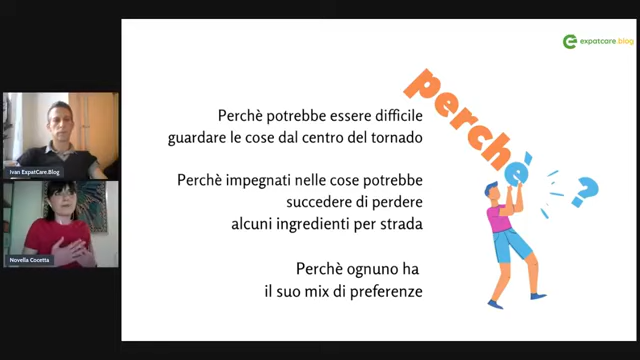 expatcare.blog
perchè
?
Perchè potrebbe essere difficile
guardare le cose dal centro del tornado
Perchè impegnati nelle cose potrebbe
succedere di perdere
alcuni ingredienti per strada
Perchè ognuno ha
il suo mix di preferenze
Ivan ExpatCare.Blog
Novella Cocetta